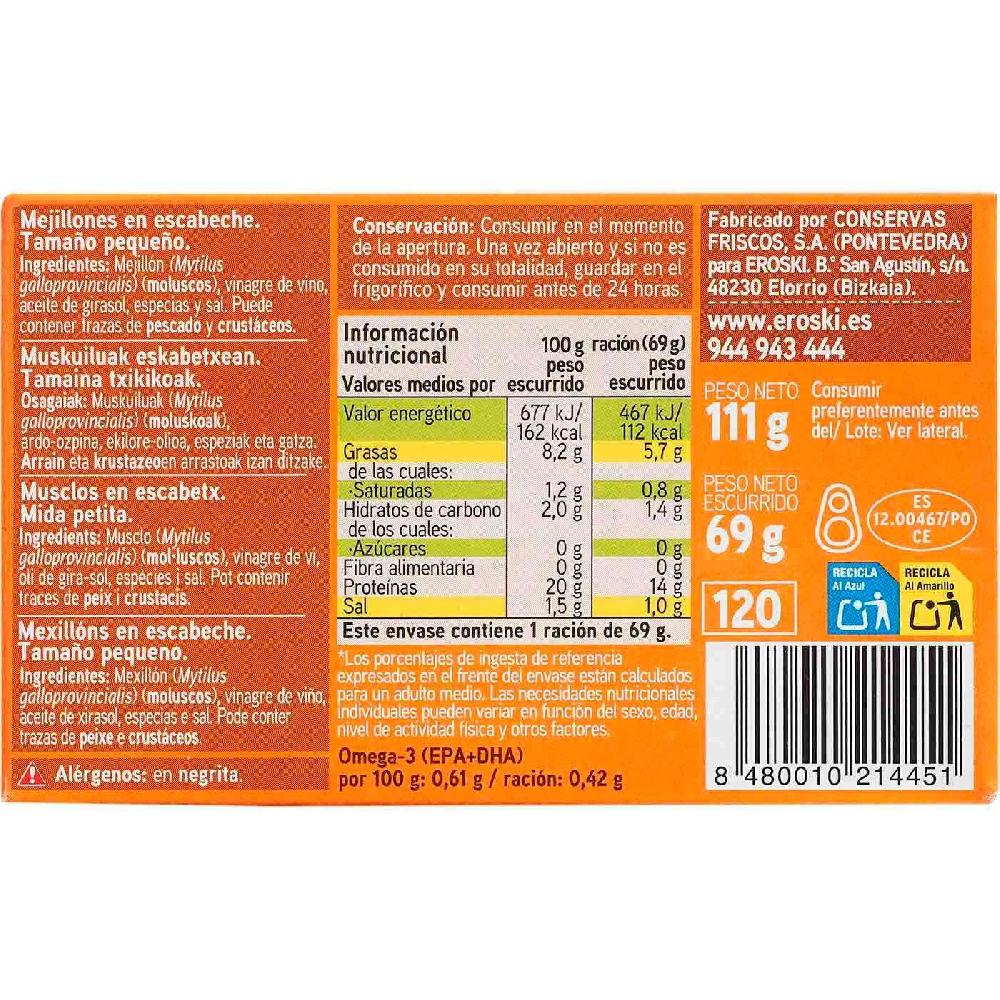 Mejillones en escabeche.
Tamaño pequeño.
Ingredientes: Mejillón (Mytilus
galloprovincialis) (moluscos), vinagre de vino,
aceite de girasol, especias y sal. Puede
contener trazas de pescado y crustáceos.
Muskuiluak eskabetxean.
Tamaina txikikoak.
Osagaiak: Muskuiluak (Mytilus
galloprovincialis) (moluskoak),
ardo-ozpina, ekilore-olioa, espeziak eta gatza.
Arrain eta krustazeoen arrastoak izan ditzake.
Musclos en escabetx.
Mida petita.
Ingredients: Musclo (Mytilus
galloprovincialis) (mol·luscos), vinagre de vi,
oli de gira-sol, espècies i sal. Pot contenir
traces de peix i crustacis.
Mexillóns en escabeche.
Tamaño pequeno.
Ingredientes: Mexillón (Mytilus
galloprovincialis) (moluscos), vinagre de viño,
aceite de xirasol, especias e sal. Pode conter
trazas de peixe e crustáceos.
Alérgenos: en negrita.
Conservación: Consumir en el momento
de la apertura. Una vez abierto y si no es
consumido en su totalidad, guardar en el
frigorífico y consumir antes de 24 horas.
Información
nutricional
Valores medios por
100 g
peso
escurrido
ración (69 g)
peso
escurrido
Valor energético 677 kJ/ 467 kJ/
162 kcal 112 kcal
Grasas 8,2 g 5,7 g
de las cuales:
·Saturadas 1,2 g 0,8 g
Hidratos de carbono 2,0 g 1,4 g
de los cuales:
·Azúcares 0 g 0 g
Fibra alimentaria 0 g 0 g
Proteínas 20 g 14 g
Sal 1,5 g 1,0 g
Este envase contiene 1 ración de 69 g.
*Los porcentajes de ingesta de referencia
expresados en el frente del envase están calculados
para un adulto medio. Las necesidades nutricionales
individuales pueden variar en función del sexo, edad,
nivel de actividad física y otros factores.
Omega-3 (EPA+DHA)
por 100 g: 0,61 g / ración: 0,42 g
Fabricado por CONSERVAS
FRISCOS, S.A. (PONTEVEDRA)
para EROSKI. B.º San Agustín, s/n.
48230 Elorrio (Bizkaia).
www.eroski.es
944 943 444
PESO NETO
111 g
Consumir
preferentemente antes
del/ Lote: Ver lateral.
PESO NETO
ESCURRIDO
69 g
ES
12.00467/PO
CE
120
RECICLA
Al Azul
RECICLA
Al Amarillo
8 480010 214451